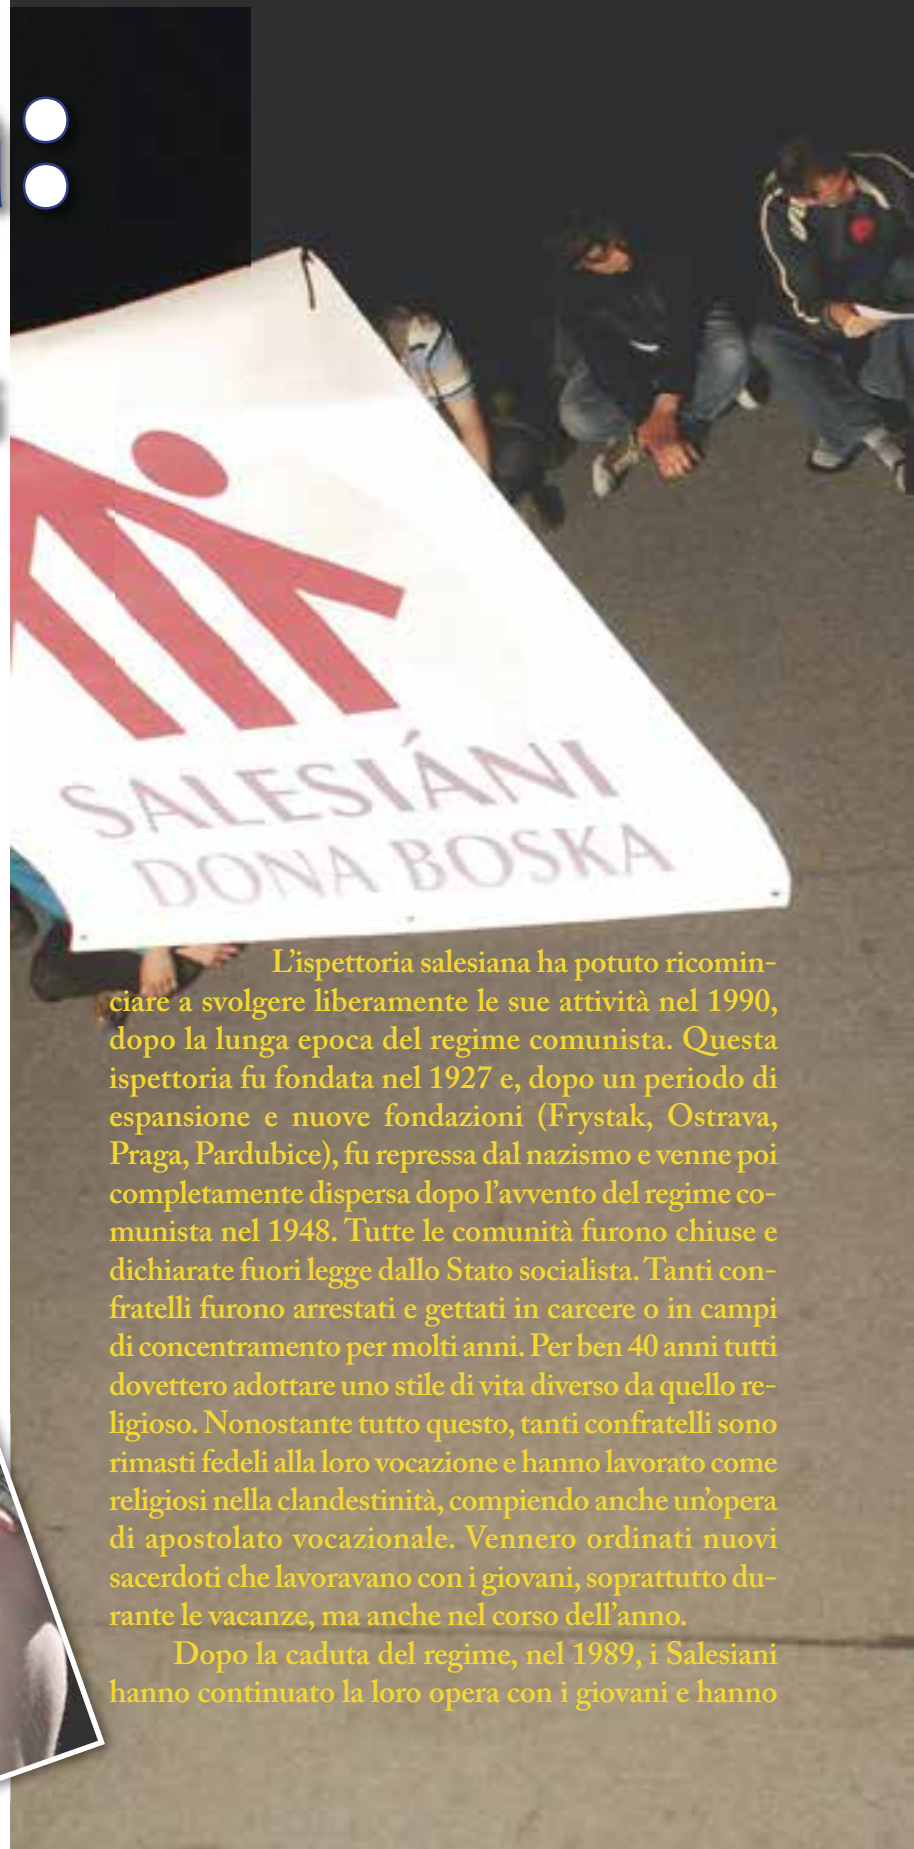 :
SALESIÁNI
DONA BOSKA
L'ispettoria salesiana ha potuto ricomin-
ciare a svolgere liberamente le sue attività nel 1990,
dopo la lunga epoca del regime comunista. Questa
ispettoria fu fondata nel 1927 e, dopo un periodo di
espansione e nuove fondazioni (Frystak, Ostrava,
Praga, Pardubice), fu repressa dal nazismo e venne poi
completamente dispersa dopo l'avvento del regime co-
munista nel 1948. Tutte le comunità furono chiuse e
dichiarate fuori legge dallo Stato socialista. Tanti con-
fratelli furono arrestati e gettati in carcere o in campi
di concentramento per molti anni. Per ben 40 anni tutti
dovettero adottare uno stile di vita diverso da quello re-
ligioso. Nonostante tutto questo, tanti confratelli sono
rimasti fedeli alla loro vocazione e hanno lavorato come
religiosi nella clandestinità, compiendo anche un'opera
di apostolato vocazionale. Vennero ordinati nuovi
sacerdoti che lavoravano con i giovani, soprattutto du-
rante le vacanze, ma anche nel corso dell'anno.
Dopo la caduta del regime, nel 1989, i Salesiani
hanno continuato la loro opera con i giovani e hanno